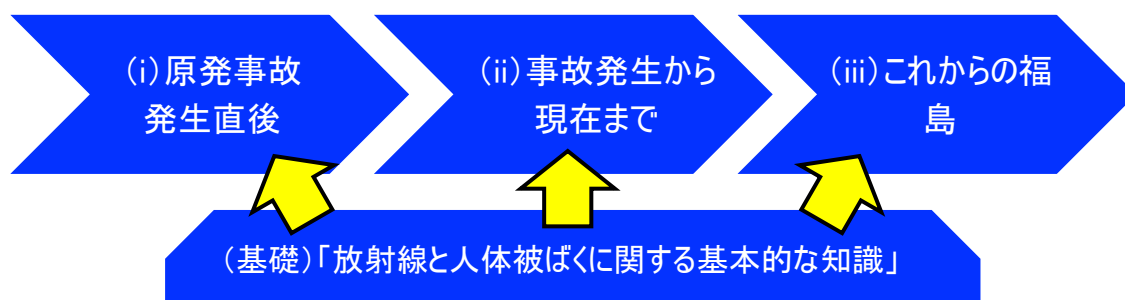 (i)原発事故
発生直後
(ii)事故発生から
現在まで
(iii)これからの福
島
(基礎)「放射線と人体被ばくに関する基本的な知識」